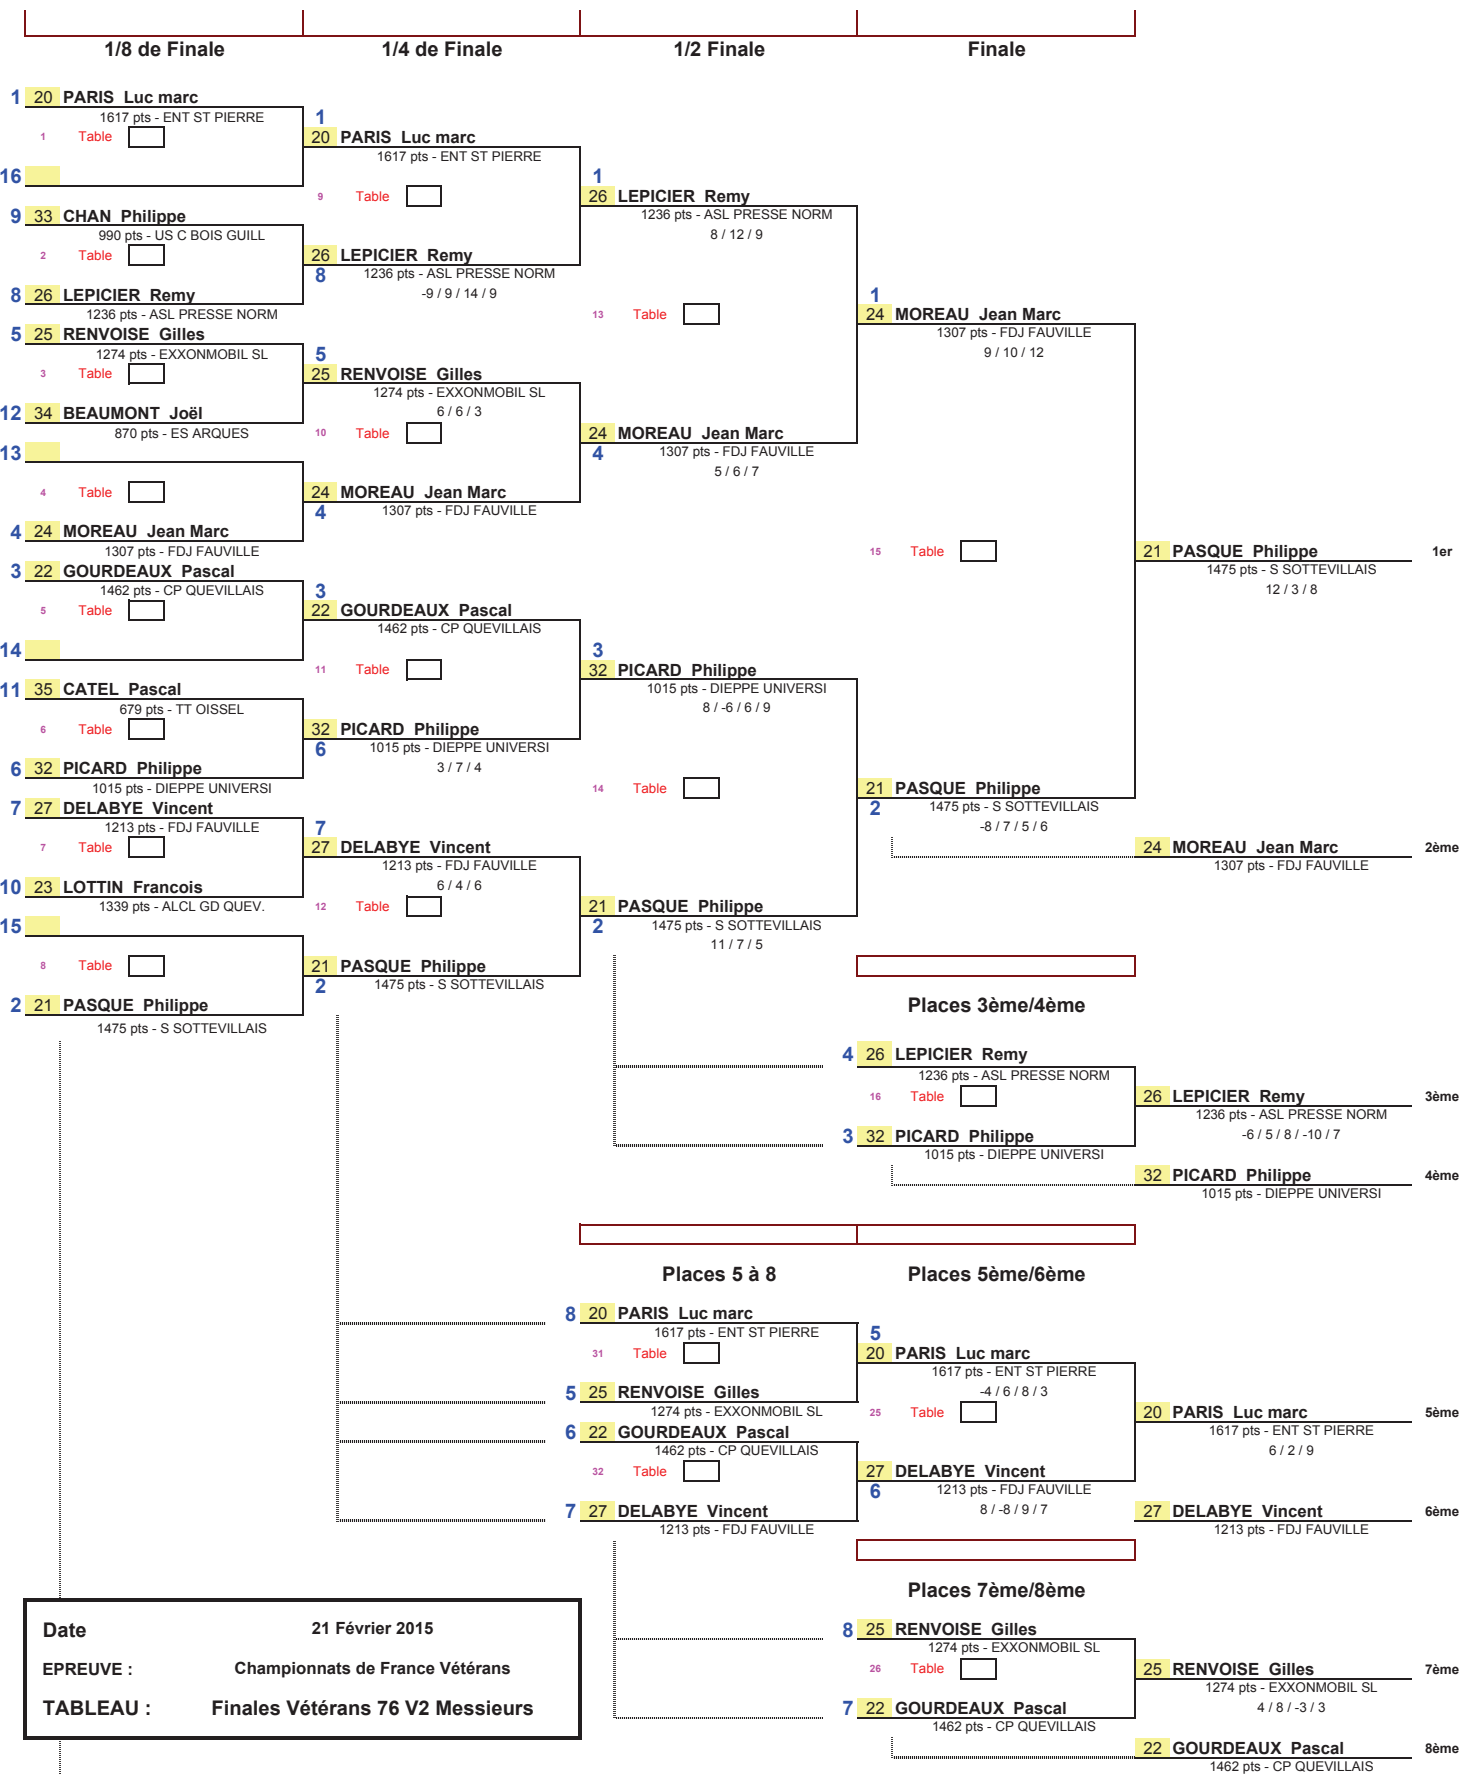 1/8 de Finale
1/4 de Finale
1/2 Finale
Finale
1 20 PARIS Luc marc
1617 pts - ENT ST PIERRE
1 Table
16
9 33 CHAN Philippe
990 pts - US C BOIS GUILL
2 Table
8 26 LEPICIER Remy
1236 pts - ASL PRESSE NORM
5 25 RENVOISE Gilles
1274 pts - EXXONMOBIL SL
3 Table
12 34 BEAUMONT Joël
870 pts - ES ARQUES
13
4 Table
4 24 MOREAU Jean Marc
1307 pts - FDJ FAUVILLE
3 22 GOURDEAUX Pascal
1462 pts - CP QUEVILLAIS
5 Table
14
11 35 CATEL Pascal
679 pts - TT OISSEL
6 Table
6 32 PICARD Philippe
1015 pts - DIEPPE UNIVERSI
7 27 DELABYE Vincent
1213 pts - FDJ FAUVILLE
7 Table
10 23 LOTTIN Francois
1339 pts - ALCL GD QUEV.
15
8 Table
2 21 PASQUE Philippe
1475 pts - S SOTTEVILLAIS
1
20 PARIS Luc marc
1617 pts - ENT ST PIERRE
9 Table
26 LEPICIER Remy
8 1236 pts - ASL PRESSE NORM
-9 / 9 / 14 / 9
5
25 RENVOISE Gilles
1274 pts - EXXONMOBIL SL
6 / 6 / 3
10 Table
24 MOREAU Jean Marc
4 1307 pts - FDJ FAUVILLE
3
22 GOURDEAUX Pascal
1462 pts - CP QUEVILLAIS
11 Table
32 PICARD Philippe
6 1015 pts - DIEPPE UNIVERSI
3 / 7 / 4
7
27 DELABYE Vincent
1213 pts - FDJ FAUVILLE
6 / 4 / 6
12 Table
21 PASQUE Philippe
2 1475 pts - S SOTTEVILLAIS
1
26 LEPICIER Remy
1236 pts - ASL PRESSE NORM
8 / 12 / 9
13 Table
24 MOREAU Jean Marc
4 1307 pts - FDJ FAUVILLE
5 / 6 / 7
3
32 PICARD Philippe
1015 pts - DIEPPE UNIVERSI
8 / -6 / 6 / 9
14 Table
21 PASQUE Philippe
2 1475 pts - S SOTTEVILLAIS
11 / 7 / 5
1
24 MOREAU Jean Marc
1307 pts - FDJ FAUVILLE
9 / 10 / 12
15 Table
21 PASQUE Philippe
2 1475 pts - S SOTTEVILLAIS
-8 / 7 / 5 / 6
21 PASQUE Philippe 1er
1475 pts - S SOTTEVILLAIS
12 / 3 / 8
24 MOREAU Jean Marc 2ème
1307 pts - FDJ FAUVILLE
Places 3ème/4ème
4 26 LEPICIER Remy
1236 pts - ASL PRESSE NORM
16 Table
3 32 PICARD Philippe
1015 pts - DIEPPE UNIVERSI
26 LEPICIER Remy 3ème
1236 pts - ASL PRESSE NORM
-6 / 5 / 8 / -10 / 7
32 PICARD Philippe 4ème
1015 pts - DIEPPE UNIVERSI
Places 5 à 8
Places 5ème/6ème
8 20 PARIS Luc marc
1617 pts - ENT ST PIERRE
31 Table
5 25 RENVOISE Gilles
1274 pts - EXXONMOBIL SL
6 22 GOURDEAUX Pascal
1462 pts - CP QUEVILLAIS
32 Table
7 27 DELABYE Vincent
1213 pts - FDJ FAUVILLE
5
20 PARIS Luc marc
1617 pts - ENT ST PIERRE
-4 / 6 / 8 / 3
25 Table
27 DELABYE Vincent
6 1213 pts - FDJ FAUVILLE
8 / -8 / 9 / 7
20 PARIS Luc marc 5ème
1617 pts - ENT ST PIERRE
6 / 2 / 9
27 DELABYE Vincent 6ème
1213 pts - FDJ FAUVILLE
Places 7ème/8ème
8 25 RENVOISE Gilles
1274 pts - EXXONMOBIL SL
26 Table
7 22 GOURDEAUX Pascal
1462 pts - CP QUEVILLAIS
25 RENVOISE Gilles 7ème
1274 pts - EXXONMOBIL SL
4 / 8 / -3 / 3
22 GOURDEAUX Pascal 8ème
1462 pts - CP QUEVILLAIS
Date 21 Février 2015
EPREUVE : Championnats de France Vétérans
TABLEAU : Finales Vétérans 76 V2 Messieurs